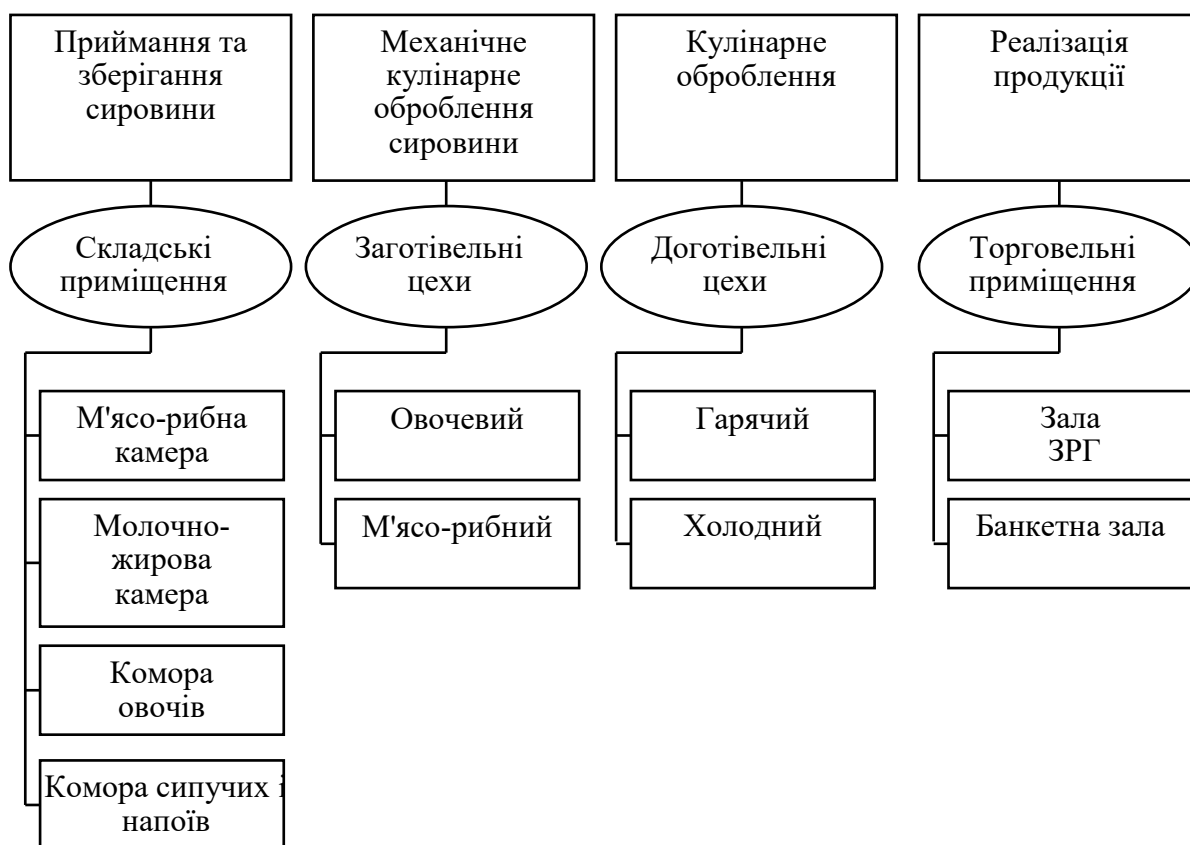 Приймання та
зберігання
сировини
Механічне
кулінарне
оброблення
сировини
Кулінарне
оброблення
Реалізація
продукції
Складські
приміщення
Заготівельні
цехи
Доготівельні
цехи
Торговельні
приміщення
М'ясо-рибна
камера
Молочно-
жирова
камера
Комора
овочів
Комора сипучих і
напоїв
Овочевий
М'ясо-рибний
Гарячий
Холодний
Зала
ЗРГ
Банкетна зала